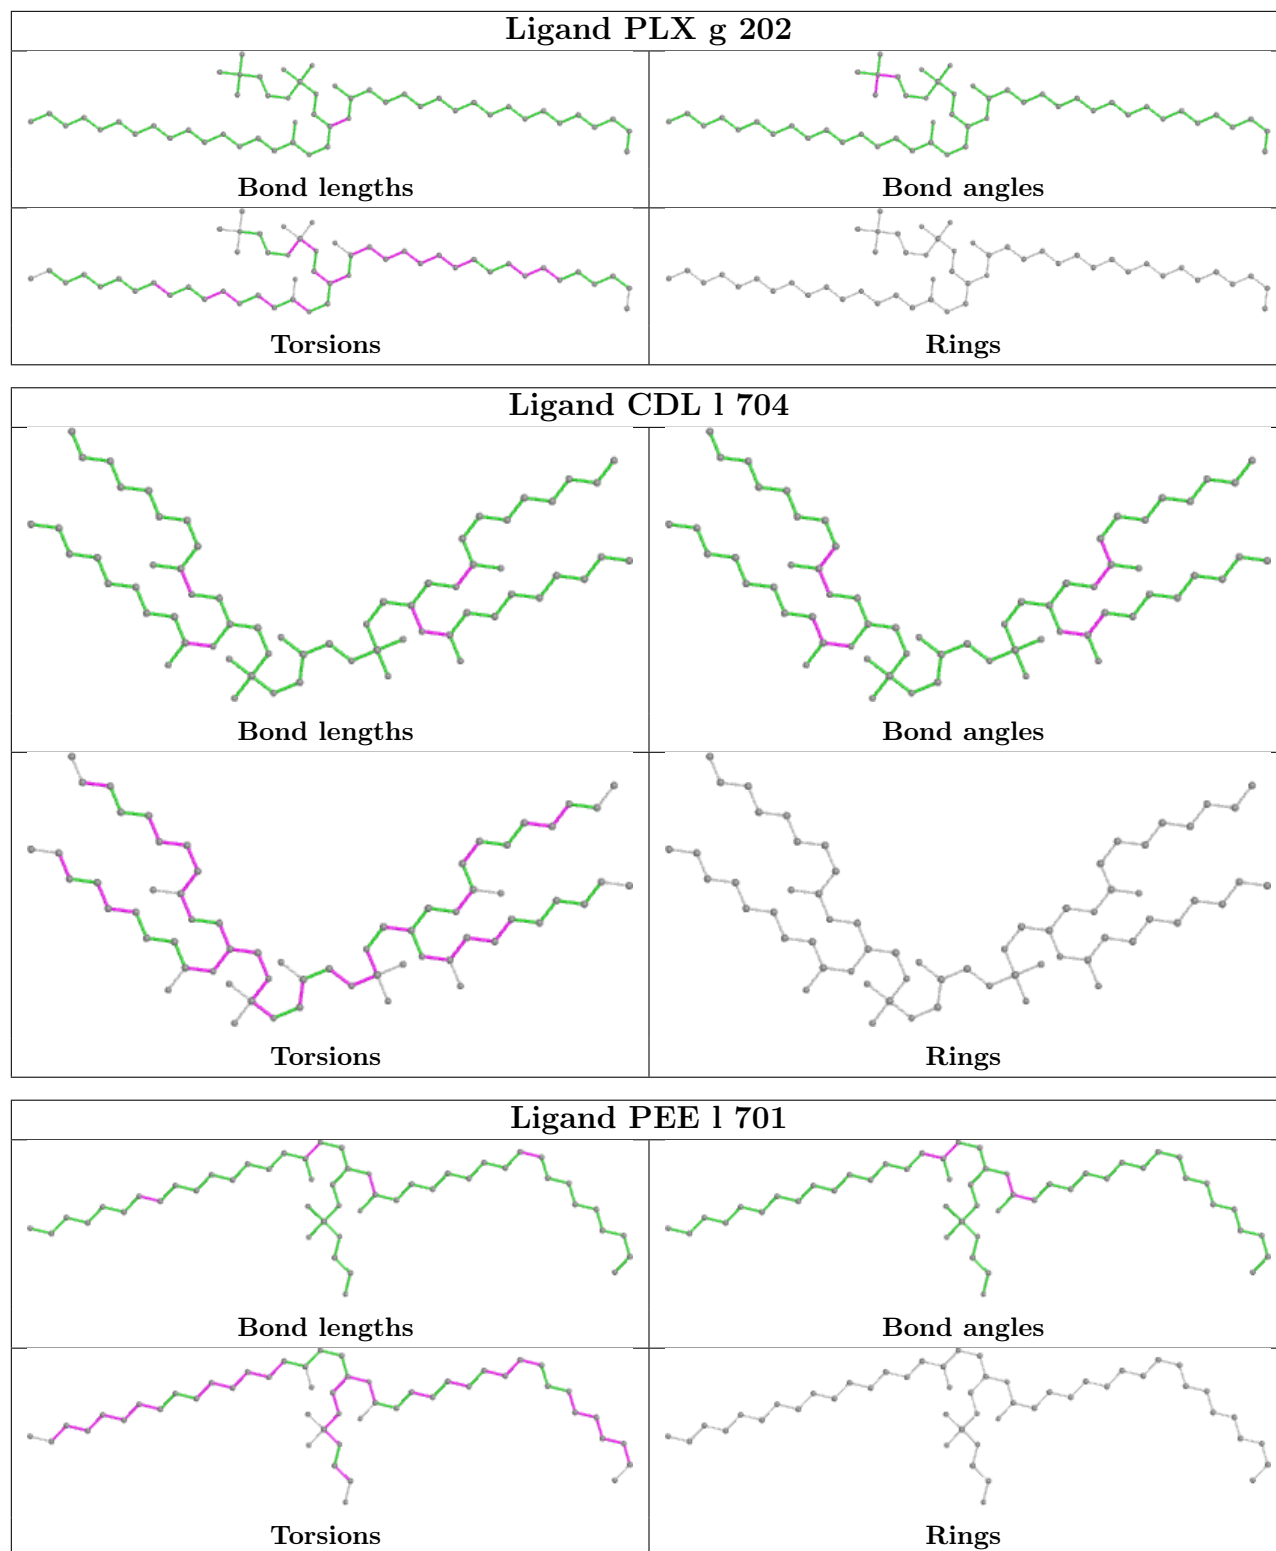 Ligand PLX g 202
Bond lengths
Bond angles
Torsions
Rings
Ligand CDL l 704
Bond lengths
Bond angles
Torsions
Rings
Ligand PEE l 701
Bond lengths
Bond angles
Torsions
Rings